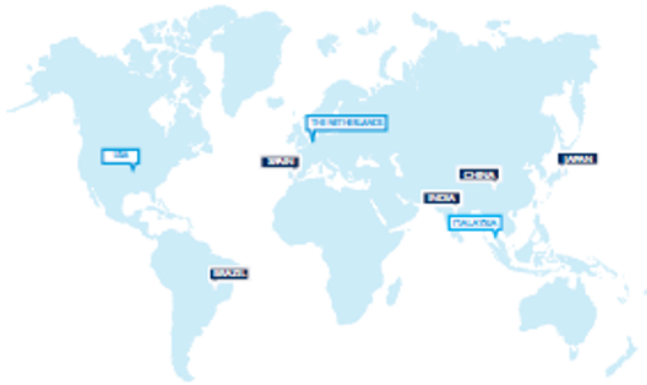 THE NETHERLANDS
USA
SPAIN
JAPAN
CHINA
INDIA
MALAYSIA
BRAZIL